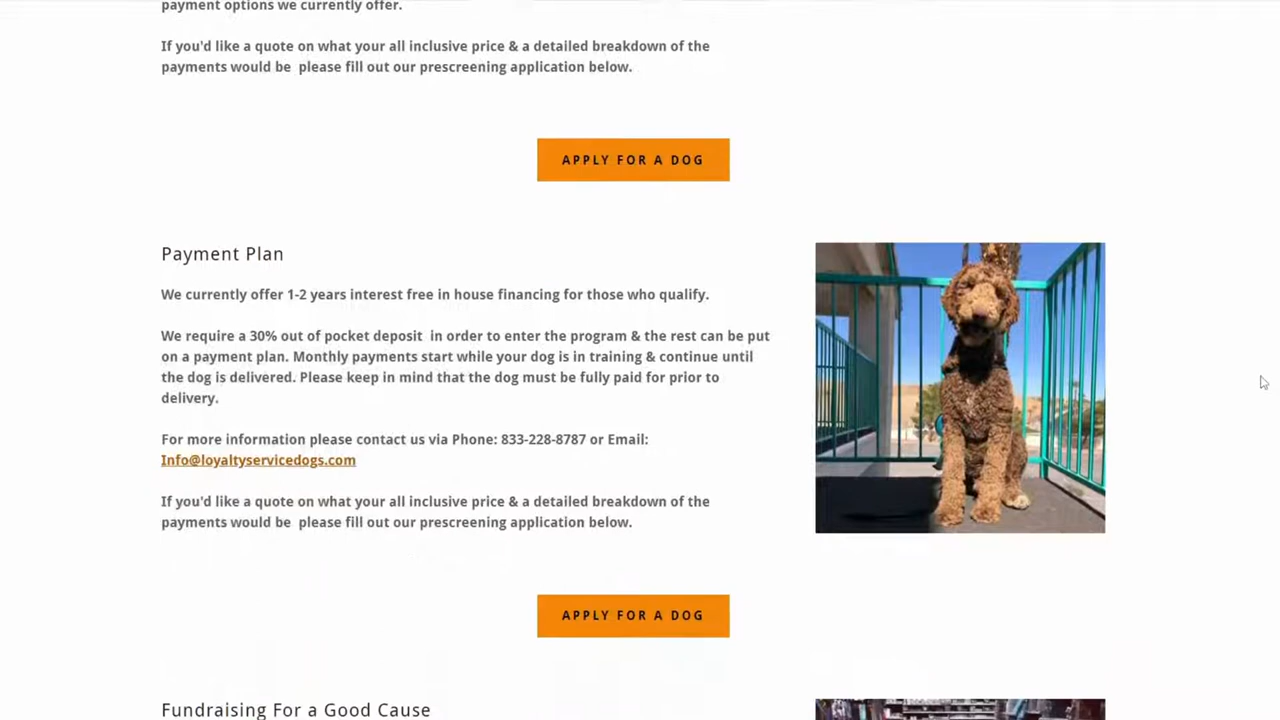 payment options we currently offer.
If you'd like a quote on what your all inclusive price & a detailed breakdown of the
payments would be  please fill out our prescreening application below.
APPLY FOR A DOG
Payment Plan
We currently offer 1-2 years interest free in house financing for those who qualify.
We require a 30% out of pocket deposit  in order to enter the program & the rest can be put
on a payment plan. Monthly payments start while your dog is in training & continue until
the dog is delivered. Please keep in mind that the dog must be fully paid for prior to
delivery.
For more information please contact us via Phone: 833-228-8787 or Email:
Info@loyaltyservicedogs.com
If you'd like a quote on what your all inclusive price & a detailed breakdown of the
payments would be  please fill out our prescreening application below.
APPLY FOR A DOG
Fundraising For a Good Cause